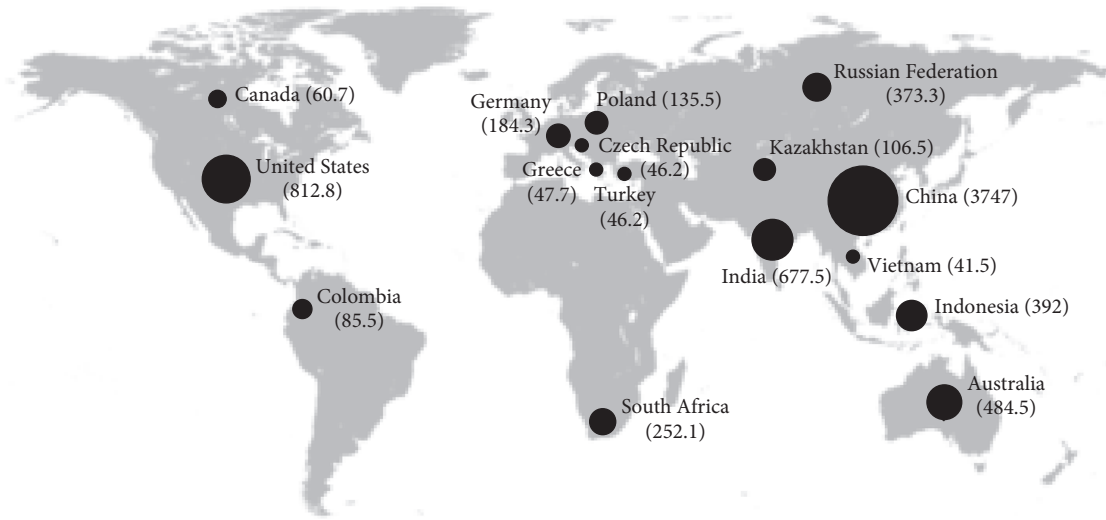 Canada (60.7)
United States
(812.8)
Colombia
(85.5)
Germany
(184.3)
Poland (135.5)
Czech Republic
(46.2)
Greece
(47.7)
Turkey
(46.2)
South Africa
(252.1)
Russian Federation
(373.3)
Kazakhstan (106.5)
China (3747)
India (677.5)
Vietnam (41.5)
Indonesia (392)
Australia
(484.5)